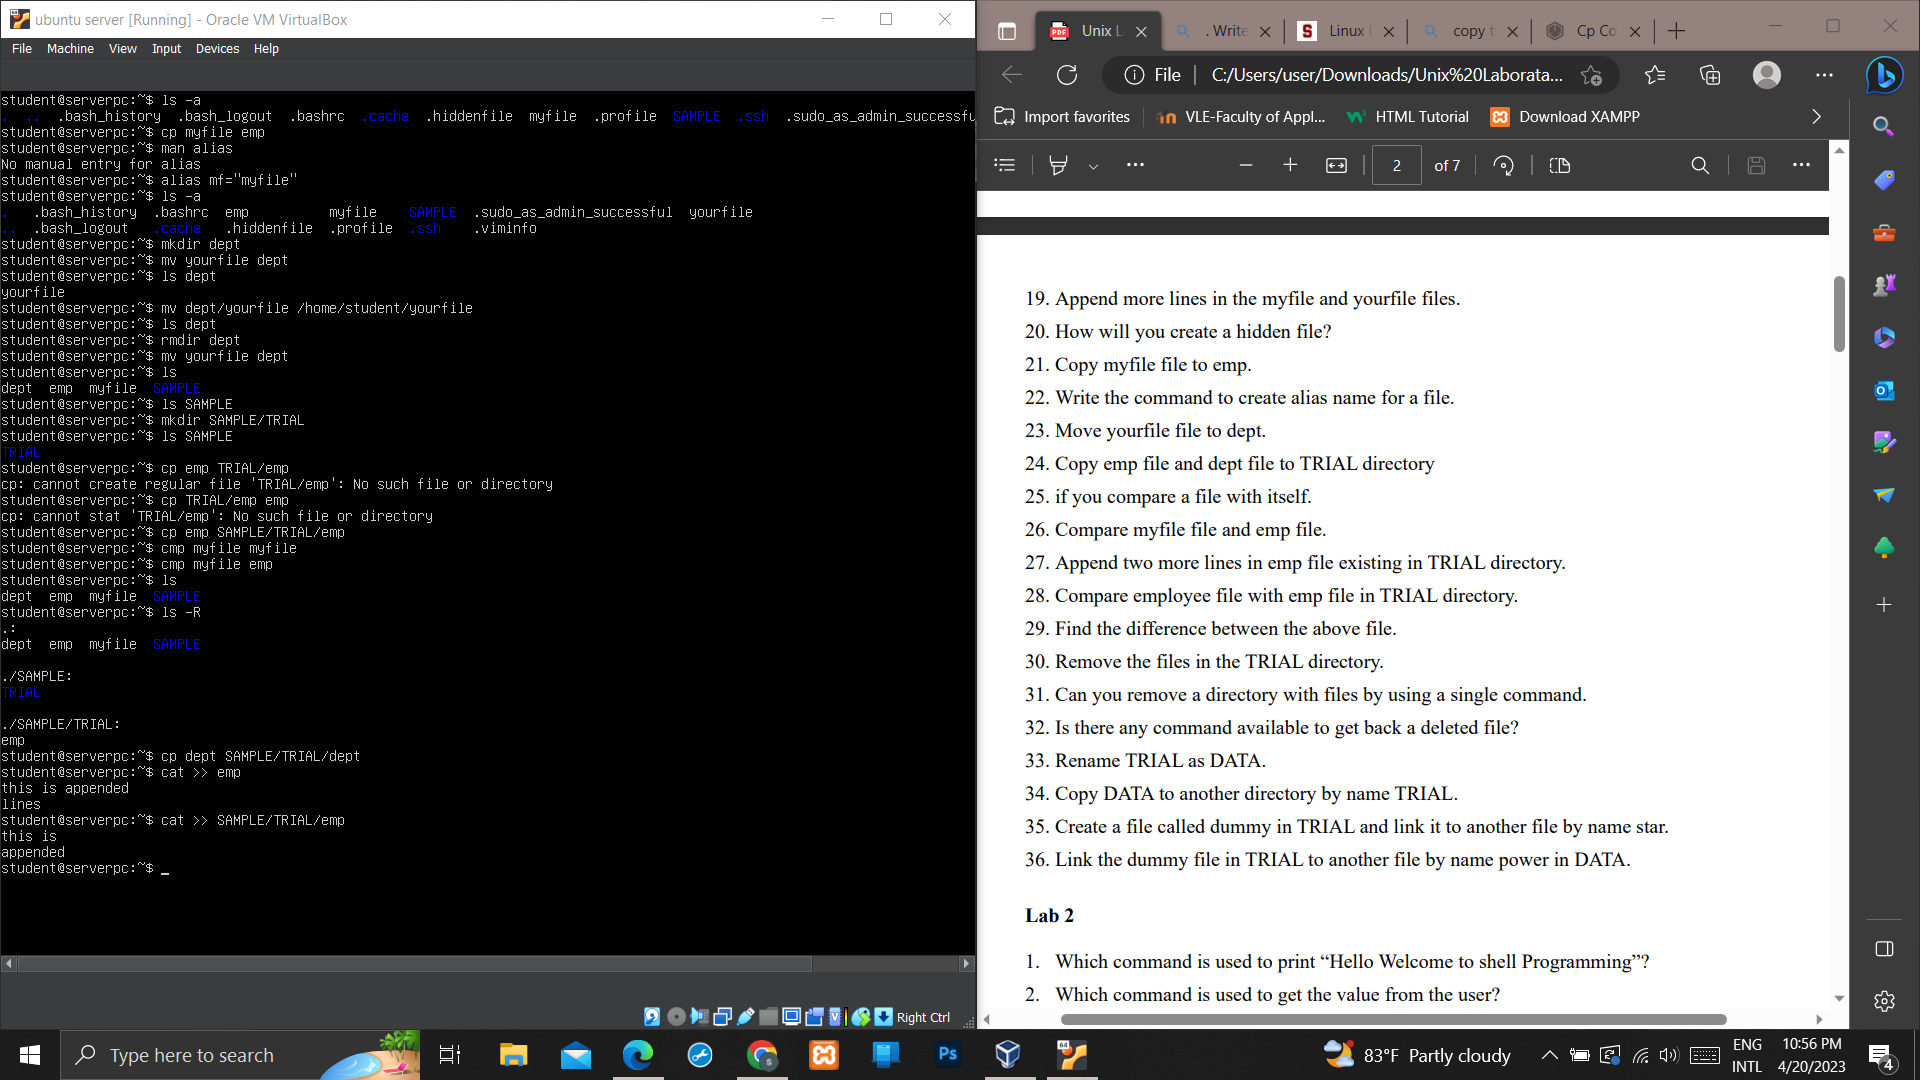 ubuntu server [Running] - Oracle VM VirtualBox
File Machine View Input Devices Help
student@serverpc:~$ ls -a
. .. .bash_history .bash_logout .bashrc .cache .hiddenfile myfile .profile SAMPLE .ssh .sudo_as_admin_successfu
student@serverpc:~$ cp myfile emp
student@serverpc:~$ man alias
No manual entry for alias
student@serverpc:~$ alias mf="myfile"
student@serverpc:~$ ls -a
. .bash_history .bashrc emp myfile SAMPLE .sudo_as_admin_successful yourfile
.. .bash_logout .cache .hiddenfile .profile .ssh .viminfo
student@serverpc:~$ mkdir dept
student@serverpc:~$ mv yourfile dept
student@serverpc:~$ ls dept
yourfile
student@serverpc:~$ mv dept/yourfile /home/student/yourfile
student@serverpc:~$ ls dept
student@serverpc:~$ rmdir dept
student@serverpc:~$ mv yourfile dept
student@serverpc:~$ ls
dept emp myfile SAMPLE
student@serverpc:~$ ls SAMPLE
student@serverpc:~$ mkdir SAMPLE/TRIAL
student@serverpc:~$ ls SAMPLE
TRIAL
student@serverpc:~$ cp emp TRIAL/emp
cp: cannot create regular file 'TRIAL/emp': No such file or directory
student@serverpc:~$ cp TRIAL/emp emp
cp: cannot stat 'TRIAL/emp': No such file or directory
student@serverpc:~$ cp emp SAMPLE/TRIAL/emp
student@serverpc:~$ cmp myfile myfile
student@serverpc:~$ cmp myfile emp
student@serverpc:~$ ls
dept emp myfile SAMPLE
student@serverpc:~$ ls -R
.:
dept emp myfile SAMPLE
./SAMPLE:
TRIAL
./SAMPLE/TRIAL:
emp
student@serverpc:~$ cp dept SAMPLE/TRIAL/dept
student@serverpc:~$ cat >> emp
this is appended
lines
student@serverpc:~$ cat >> SAMPLE/TRIAL/emp
this is
appended
student@serverpc:~$ _
Right Ctrl
Unix L
. Write
Linux
copy t
Cp Co
File C:/Users/user/Downloads/Unix%20Laborata...
Import favorites VLE-Faculty of Appl... HTML Tutorial Download XAMPP
2 of 7
19. Append more lines in the myfile and yourfile files.
20. How will you create a hidden file?
21. Copy myfile file to emp.
22. Write the command to create alias name for a file.
23. Move yourfile file to dept.
24. Copy emp file and dept file to TRIAL directory
25. if you compare a file with itself.
26. Compare myfile file and emp file.
27. Append two more lines in emp file existing in TRIAL directory.
28. Compare employee file with emp file in TRIAL directory.
29. Find the difference between the above file.
30. Remove the files in the TRIAL directory.
31. Can you remove a directory with files by using a single command.
32. Is there any command available to get back a deleted file?
33. Rename TRIAL as DATA.
34. Copy DATA to another directory by name TRIAL.
35. Create a file called dummy in TRIAL and link it to another file by name star.
36. Link the dummy file in TRIAL to another file by name power in DATA.
Lab 2
1. Which command is used to print “Hello Welcome to shell Programming”?
2. Which command is used to get the value from the user?
Type here to search
Ps
64
83°F Partly cloudy
ENG
INTL
10:56 PM
4/20/2023
4